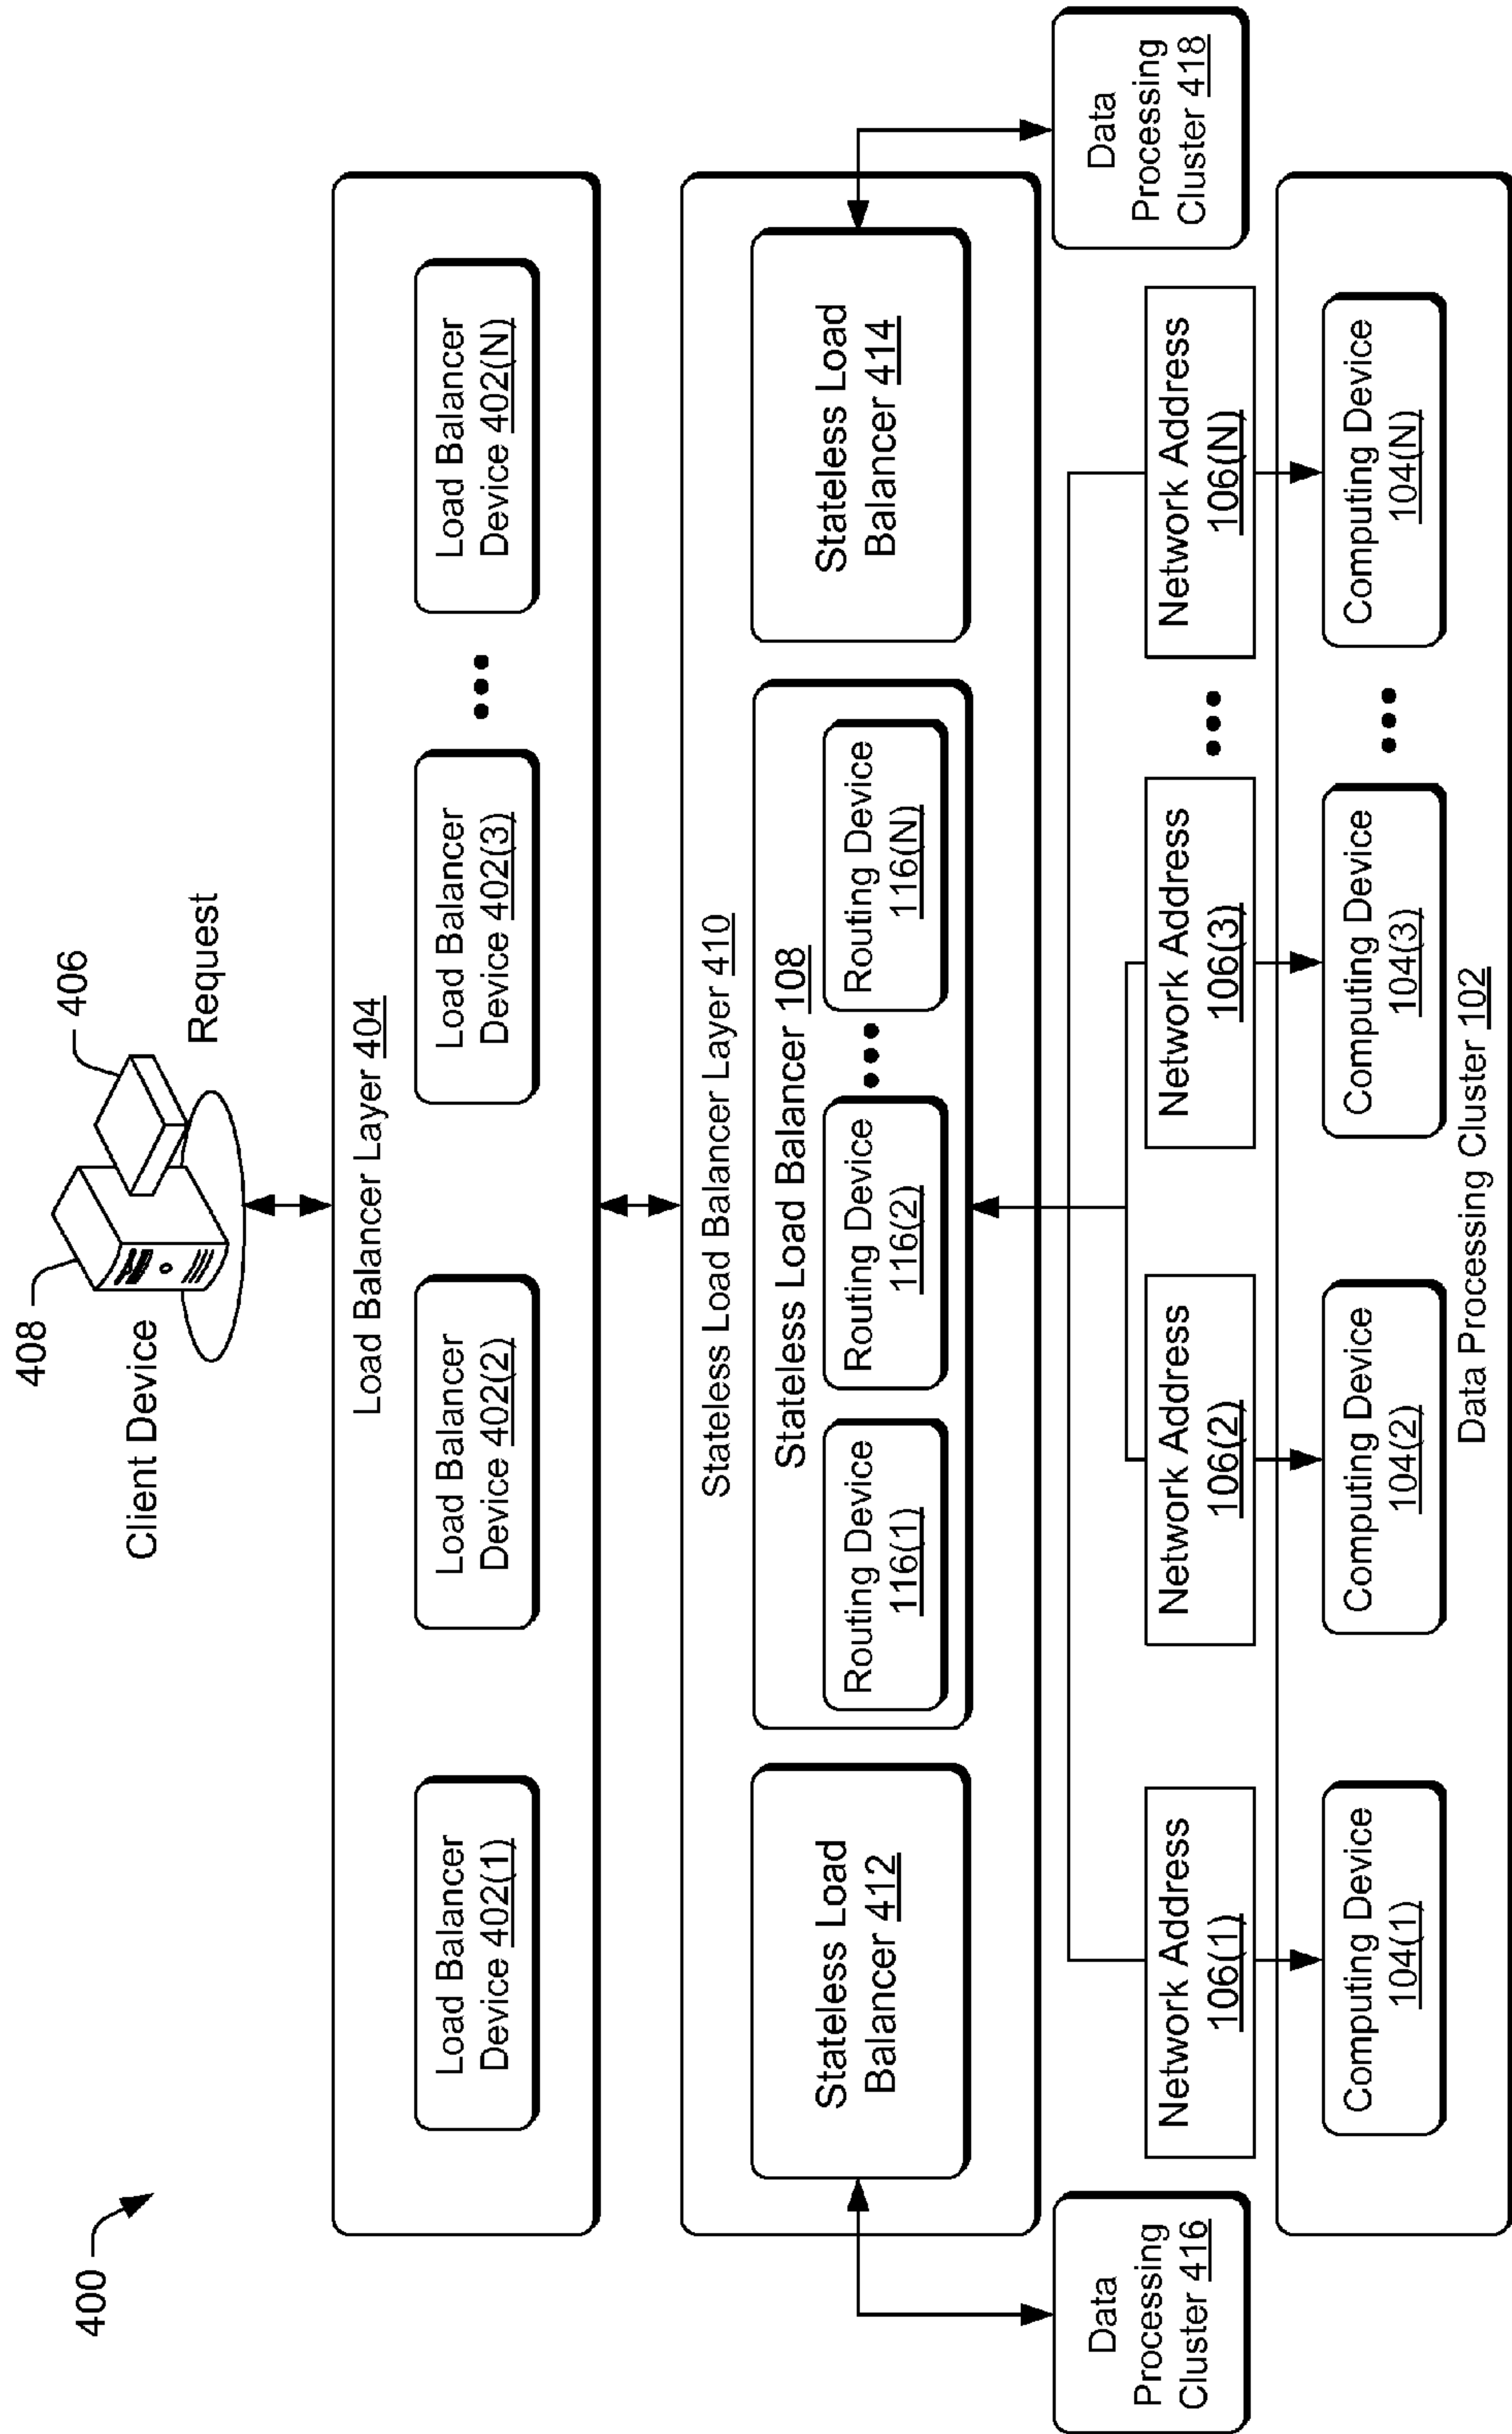 400
408
Client Device
406
Request
Load Balancer Layer 404
Load Balancer
Device 402(1)
Load Balancer
Device 402(2)
Load Balancer
Device 402(3)
•••
Load Balancer
Device 402(N)
Stateless Load Balancer Layer 410
Stateless Load
Balancer 412
Stateless Load Balancer 108
Routing Device
116(1)
Routing Device
116(2)
•••
Routing Device
116(N)
Stateless Load
Balancer 414
Data
Processing
Cluster 416
Data
Processing
Cluster 418
Network Address
106(1)
Network Address
106(2)
Network Address
106(3)
•••
Network Address
106(N)
Computing Device
104(1)
Computing Device
104(2)
Computing Device
104(3)
•••
Computing Device
104(N)
Data Processing Cluster 102